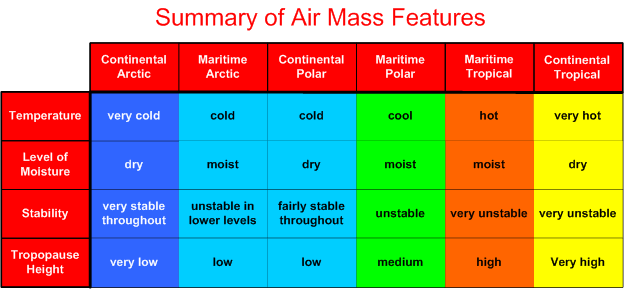 Summary of Air Mass Features
Continental Arctic Maritime Arctic Continental Polar Maritime Polar Maritime Tropical Continental Tropical
Temperature very cold cold cold cool hot very hot
Level of Moisture dry moist dry moist moist dry
Stability very stable throughout unstable in lower levels fairly stable throughout unstable very unstable very unstable
Tropopause Height very low low low medium high Very high